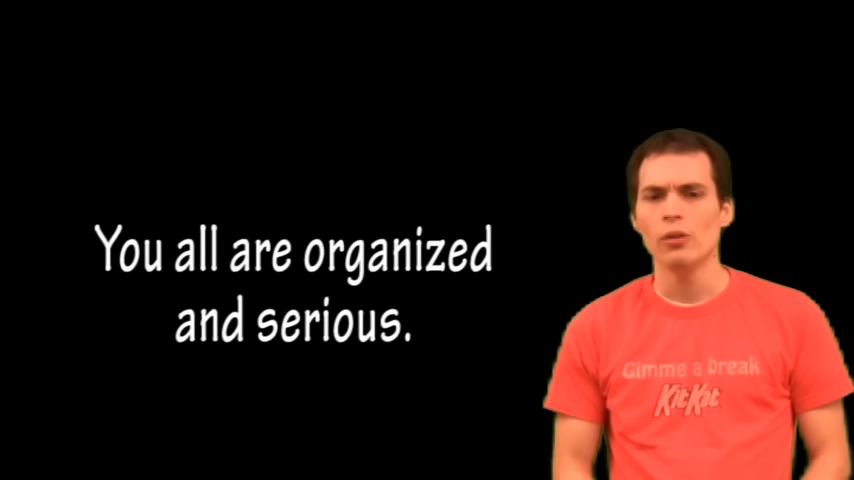 You all are organized
and serious.
Gimme a break
KitKat